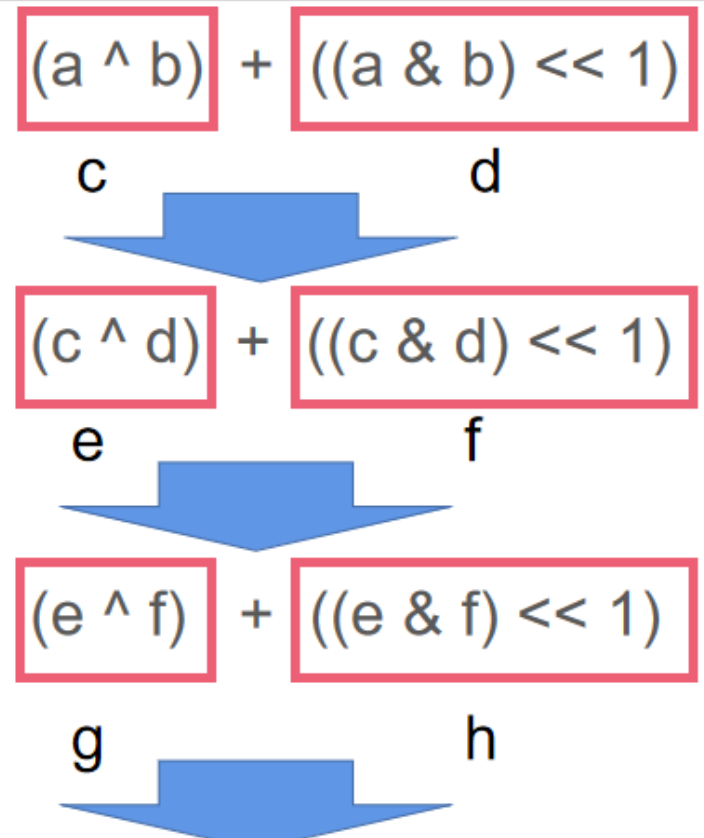 (a ^ b) + ((a & b) << 1)
c d
(c ^ d) + ((c & d) << 1)
e f
(e ^ f) + ((e & f) << 1)
g h